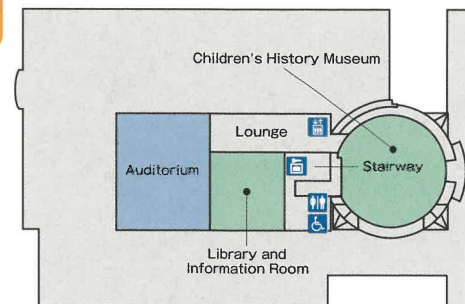 Children's History Museum
Lounge
Auditorium
Stairway
Library and
Information Room